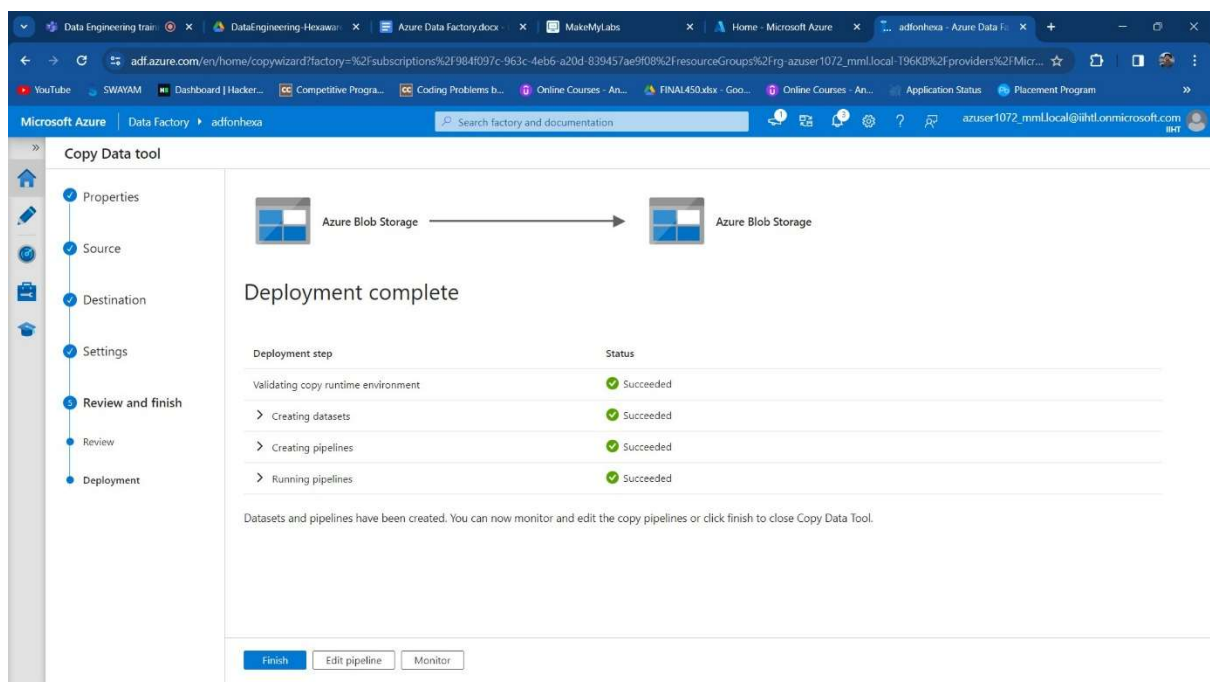 Data Engineering train
DataEngineering-Hexawar
Azure Data Factory.docx -
MakeMyLabs
Home - Microsoft Azure
adfonhexa - Azure Data Fa
adf.azure.com/en/home/copywizard?factory=%2Fsubscriptions%2F984f097c-963c-4eb6-a20d-839457ae9f08%2FresourceGroups%2Frg-azuser1072_mml.local-T96KB%2Fproviders%2FMicr...
YouTube
SWAYAM
Dashboard | Hacker...
Competitive Progra...
Coding Problems b...
Online Courses - An...
FINAL450.xlsx - Goo...
Online Courses - An...
Application Status
Placement Program
»
Microsoft Azure | Data Factory
adfonhexa
Search factory and documentation
1
3
azuser1072_mml.local@iihtl.onmicrosoft.com
IIHT
»
Copy Data tool
Properties
Source
Destination
Settings
5 Review and finish
Review
Deployment
Azure Blob Storage
Azure Blob Storage
Deployment complete
Deployment step Status
Validating copy runtime environment Succeeded
Creating datasets Succeeded
Creating pipelines Succeeded
Running pipelines Succeeded
Datasets and pipelines have been created. You can now monitor and edit the copy pipelines or click finish to close Copy Data Tool.
Finish
Edit pipeline
Monitor